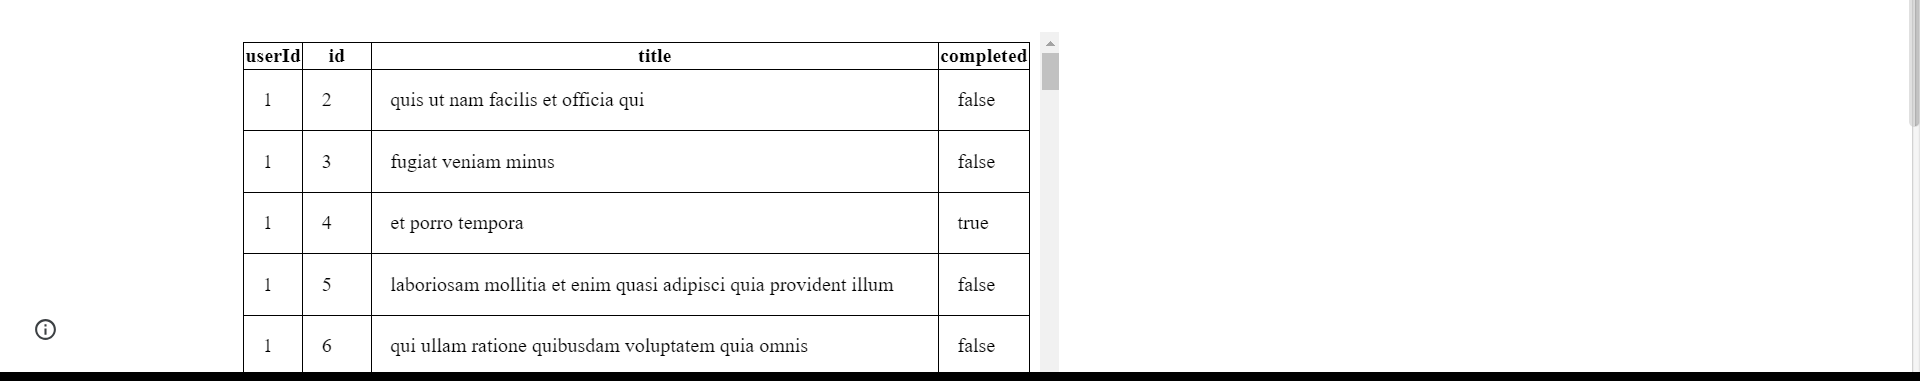 userId id title completed
1 2 quis ut nam facilis et officia qui false
1 3 fugiat veniam minus false
1 4 et porro tempora true
1 5 laboriosam mollitia et enim quasi adipisci quia provident illum false
1 6 qui ullam ratione quibusdam voluptatem quia omnis false